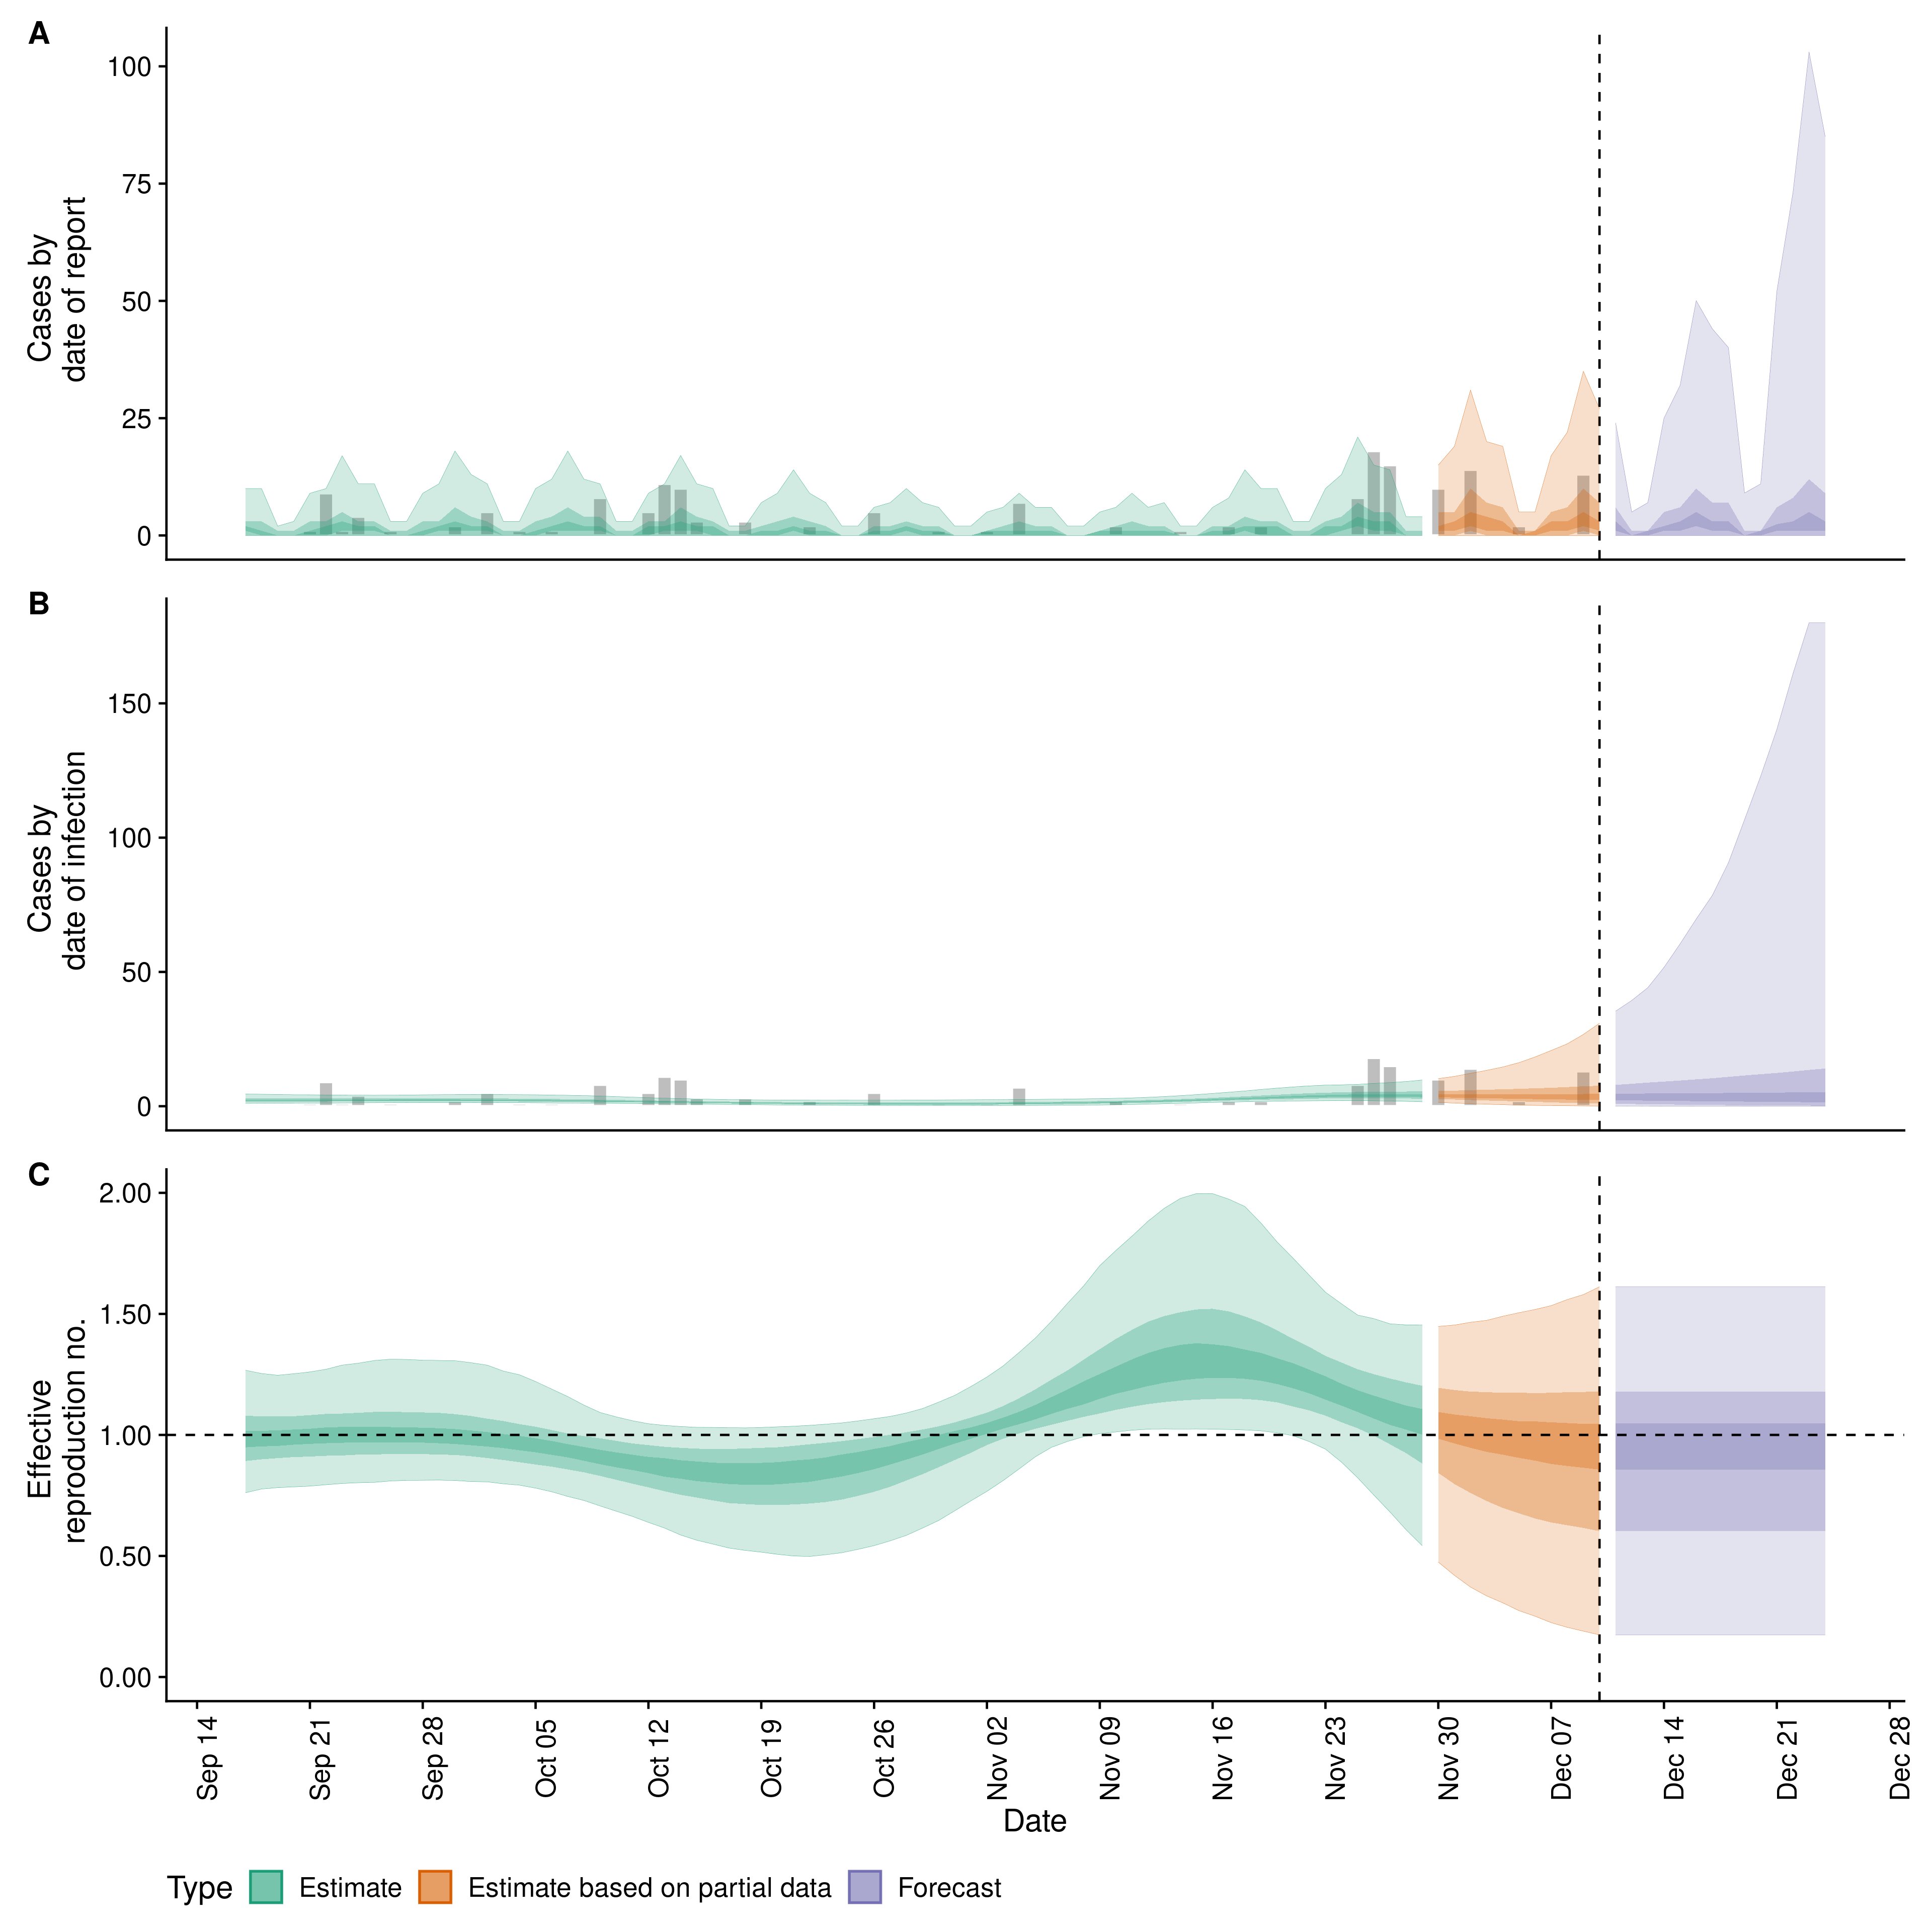 A
Cases by
date of report
100
75
50
25
0
B
Cases by
date of infection
150
100
50
0
C
Effective
reproduction no.
2.00
1.50
1.00
0.50
0.00
Sep 14
Sep 21
Sep 28
Oct 05
Oct 12
Oct 19
Oct 26
Nov 02
Nov 09
Nov 16
Nov 23
Nov 30
Dec 07
Dec 14
Dec 21
Dec 28
Date
Type Estimate Estimate based on partial data Forecast